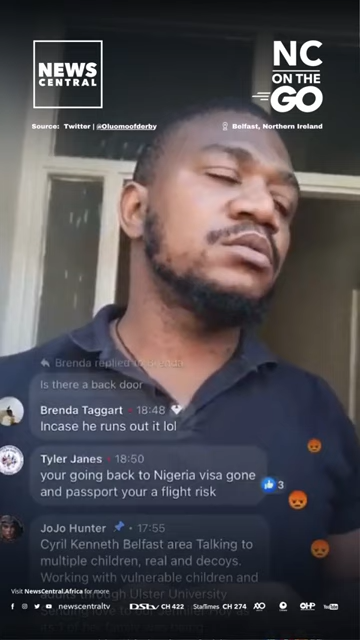 NEWS
CENTRAL
NC
ON THE
GO
Source: Twitter | @Oluomoofderby
Belfast, Northern Ireland
Brenda replied to Brenda
Is there a back door
Brenda Taggart • 18:48
Incase he runs out it lol
Tyler Janes • 18:50
your going back to Nigeria visa gone
and passport your a flight risk
3
JoJo Hunter • 17:55
Cyril Kenneth Belfast area Talking to
multiple children, real and decoys.
Working with vulnerable children and
adults through Ulster University
Visit NewsCentral.Africa for more
newscentraltv
DStv CH 422
StarTimes CH 274